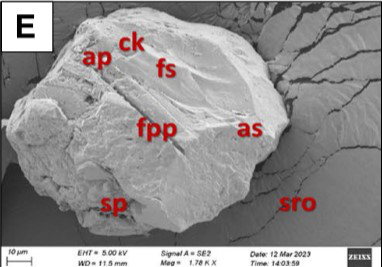 E
ck
ap
fs
fpp
as
sp
sro
10 μm
EHT = 5.00 kV
Signal A = SE2
Date: 12 Mar 2023
WD = 11.5 mm
Mag = 1.78 K X
Time: 14:03:59
ZEISS